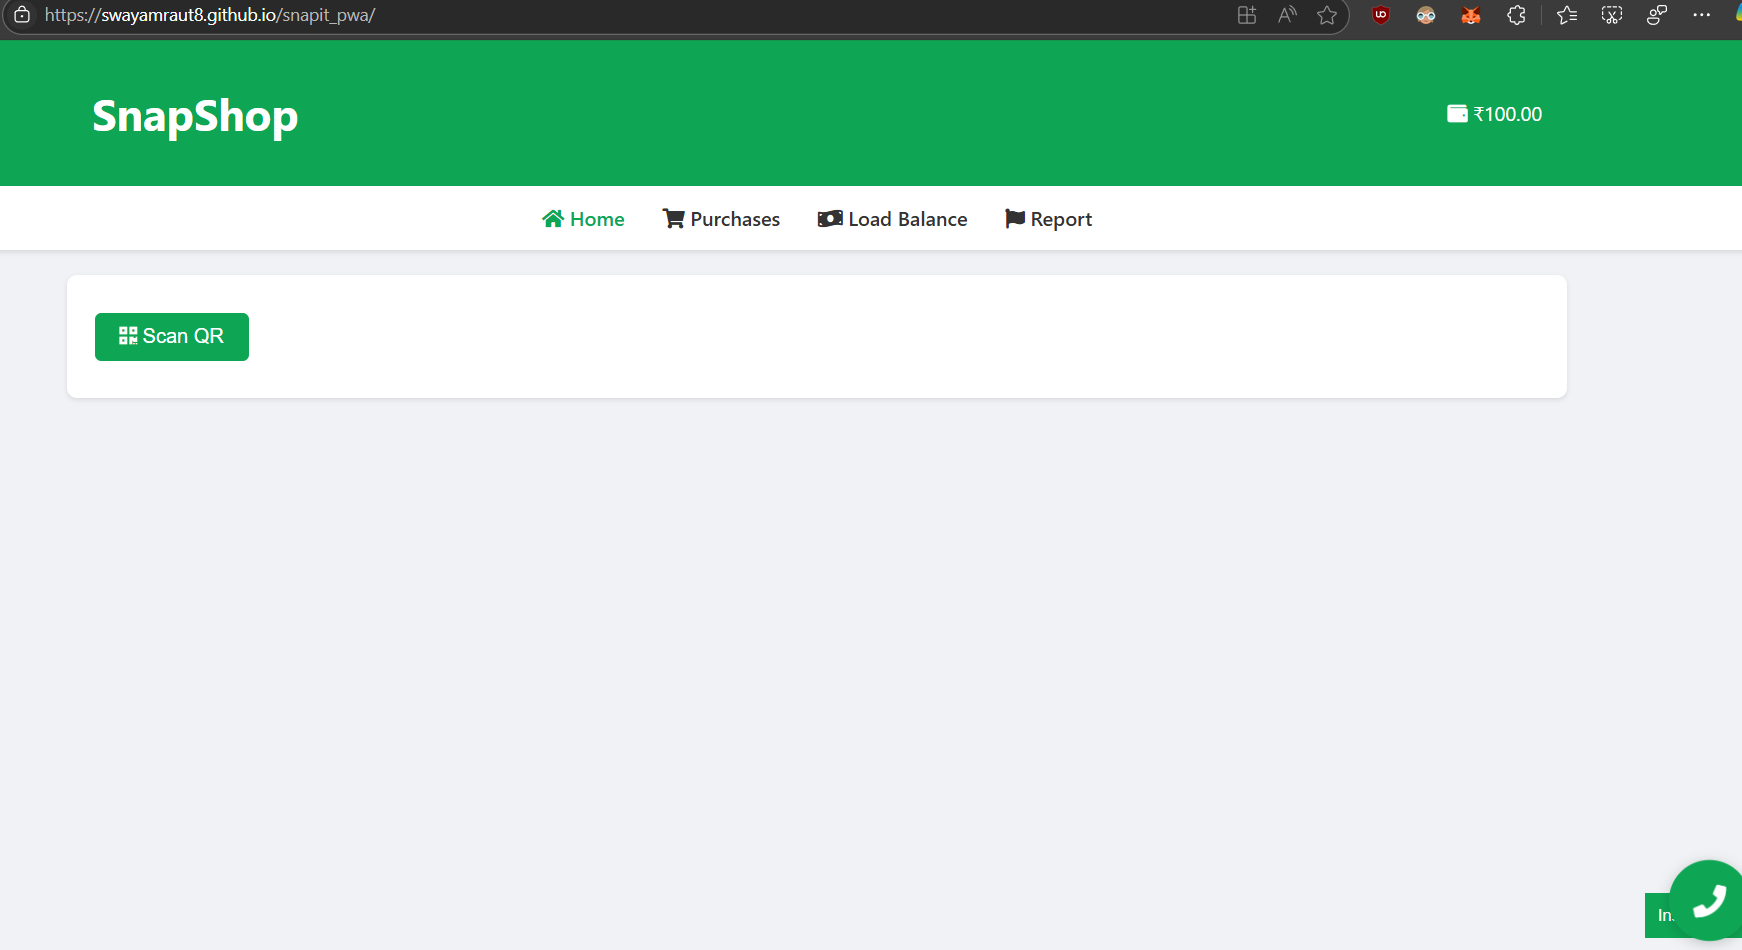 https://swayamraut8.github.io/snapit_pwa/
SnapShop
₹100.00
Home Purchases Load Balance Report
Scan QR